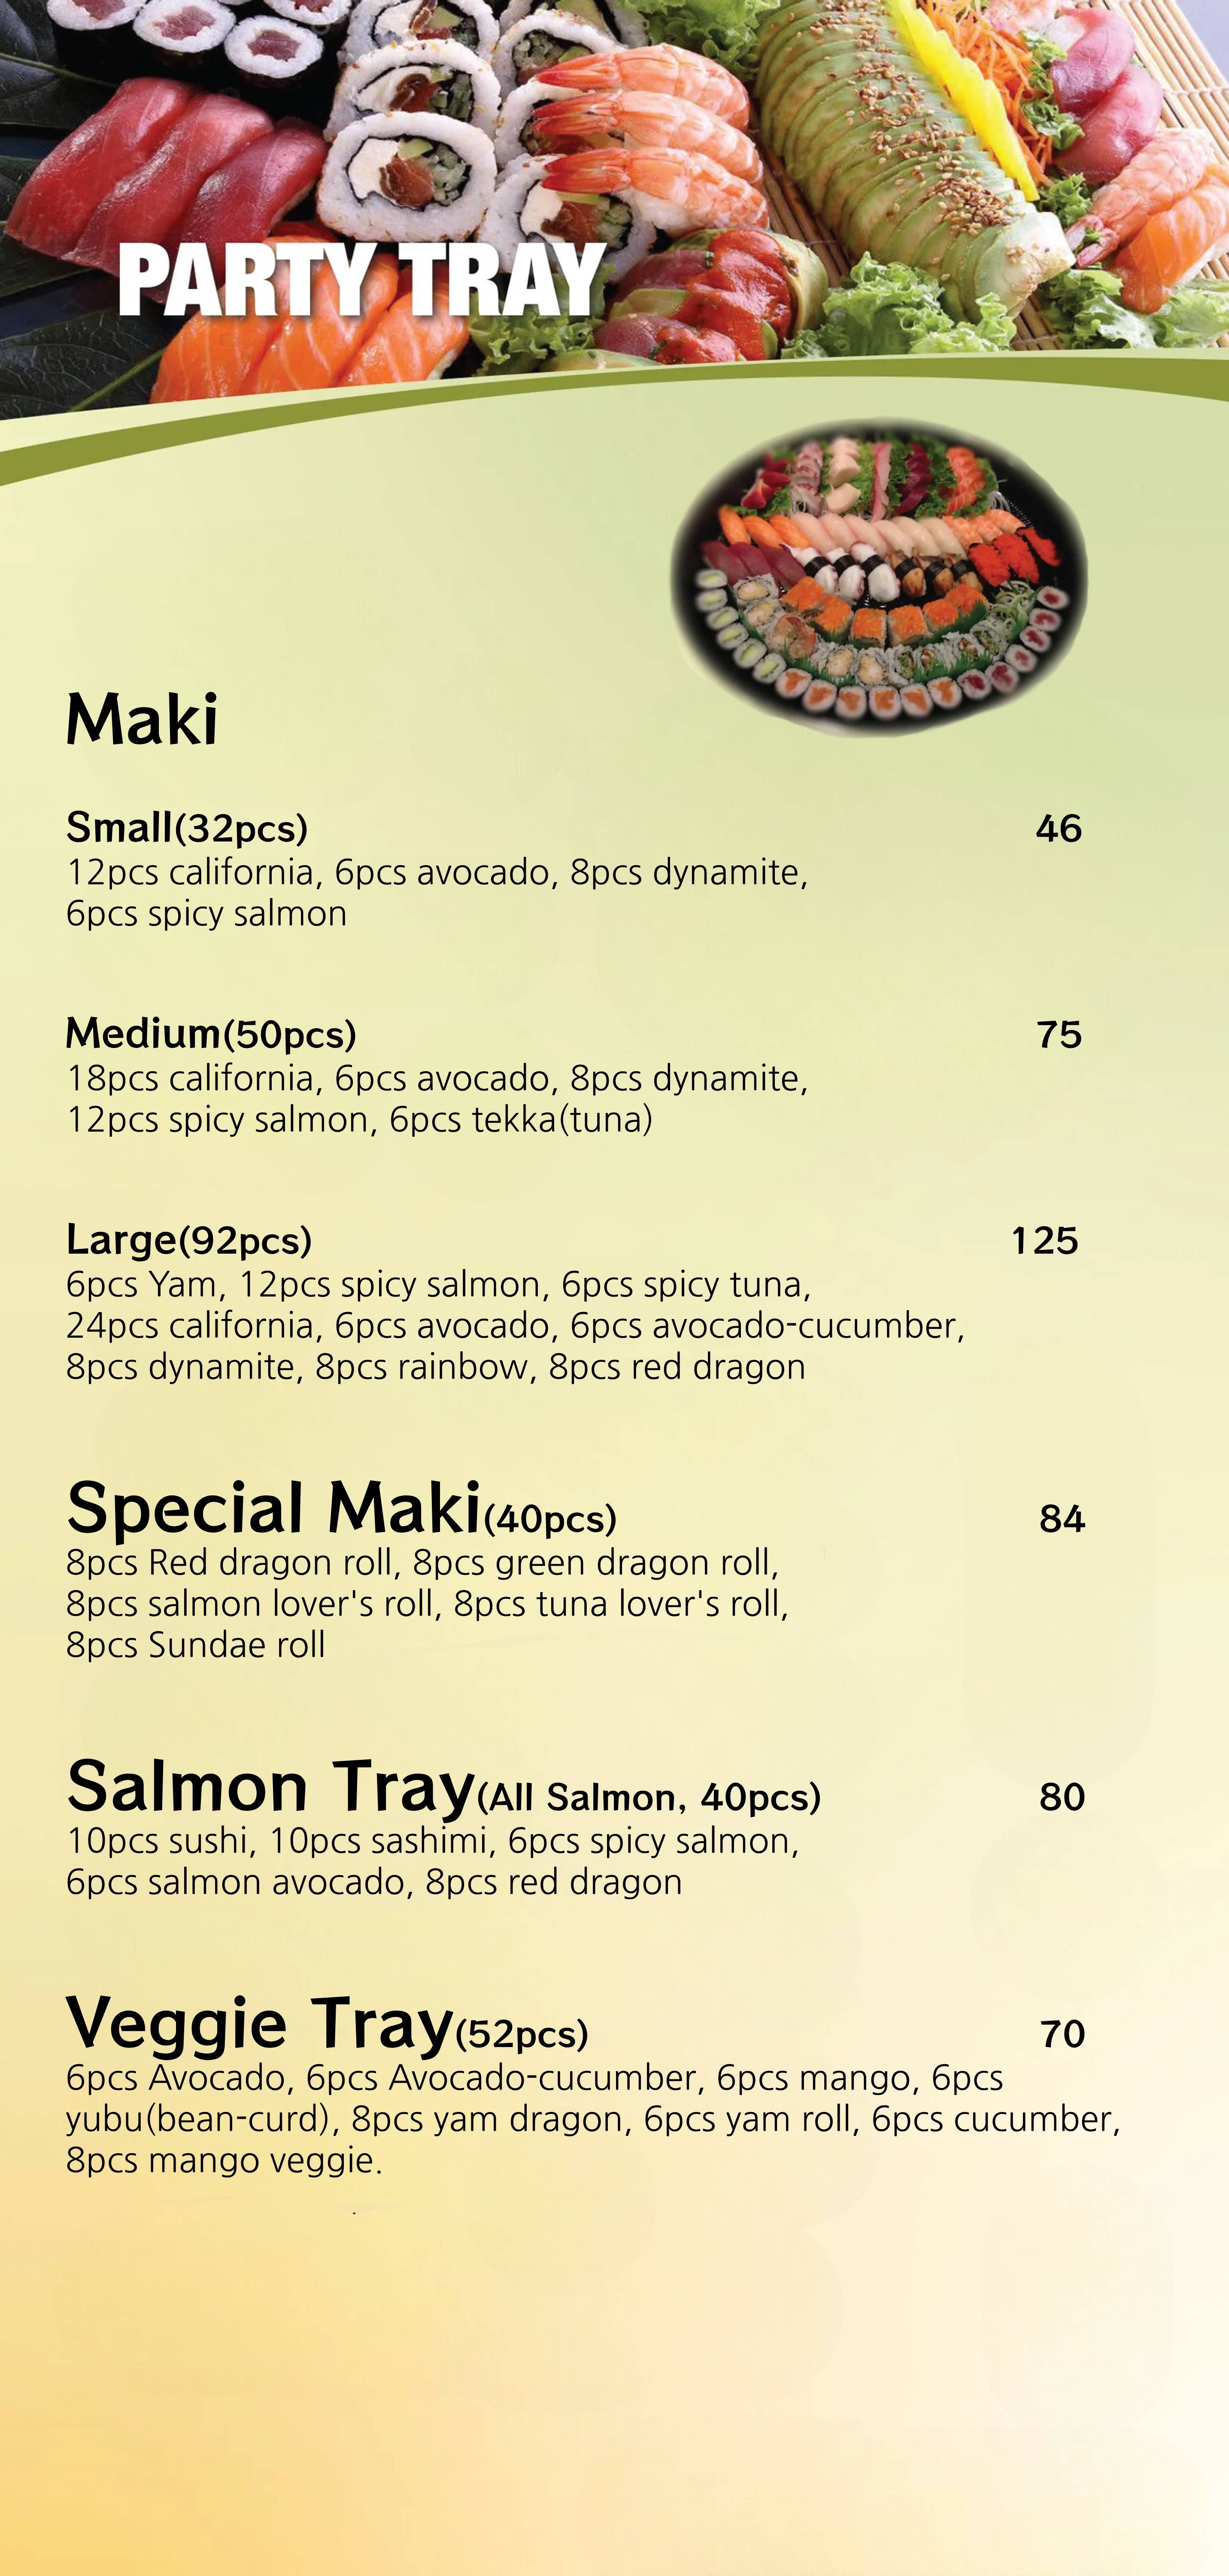 PARTY TRAY
Maki
Small(32pcs) 46
12pcs california, 6pcs avocado, 8pcs dynamite,
6pcs spicy salmon
Medium(50pcs) 75
18pcs california, 6pcs avocado, 8pcs dynamite,
12pcs spicy salmon, 6pcs tekka(tuna)
Large(92pcs) 125
6pcs Yam, 12pcs spicy salmon, 6pcs spicy tuna,
24pcs california, 6pcs avocado, 6pcs avocado-cucumber,
8pcs dynamite, 8pcs rainbow, 8pcs red dragon
Special Maki(40pcs) 84
8pcs Red dragon roll, 8pcs green dragon roll,
8pcs salmon lover's roll, 8pcs tuna lover's roll,
8pcs Sundae roll
Salmon Tray(All Salmon, 40pcs) 80
10pcs sushi, 10pcs sashimi, 6pcs spicy salmon,
6pcs salmon avocado, 8pcs red dragon
Veggie Tray(52pcs) 70
6pcs Avocado, 6pcs Avocado-cucumber, 6pcs mango, 6pcs
yubu(bean-curd), 8pcs yam dragon, 6pcs yam roll, 6pcs cucumber,
8pcs mango veggie.